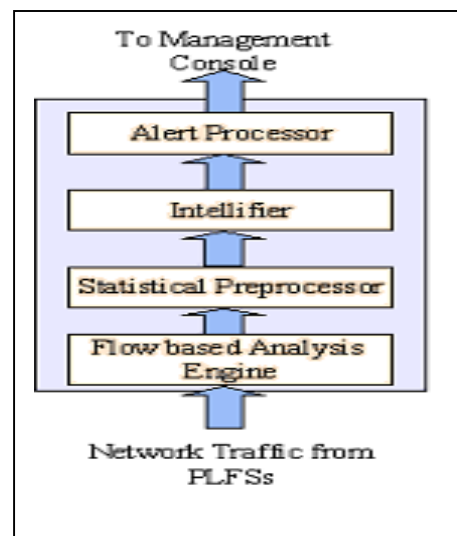 To Management
Console
Alert Processor
Intellifier
Statistical Preprocessor
Flow based Analysis
Engine
Network Traffic from
PLFSs